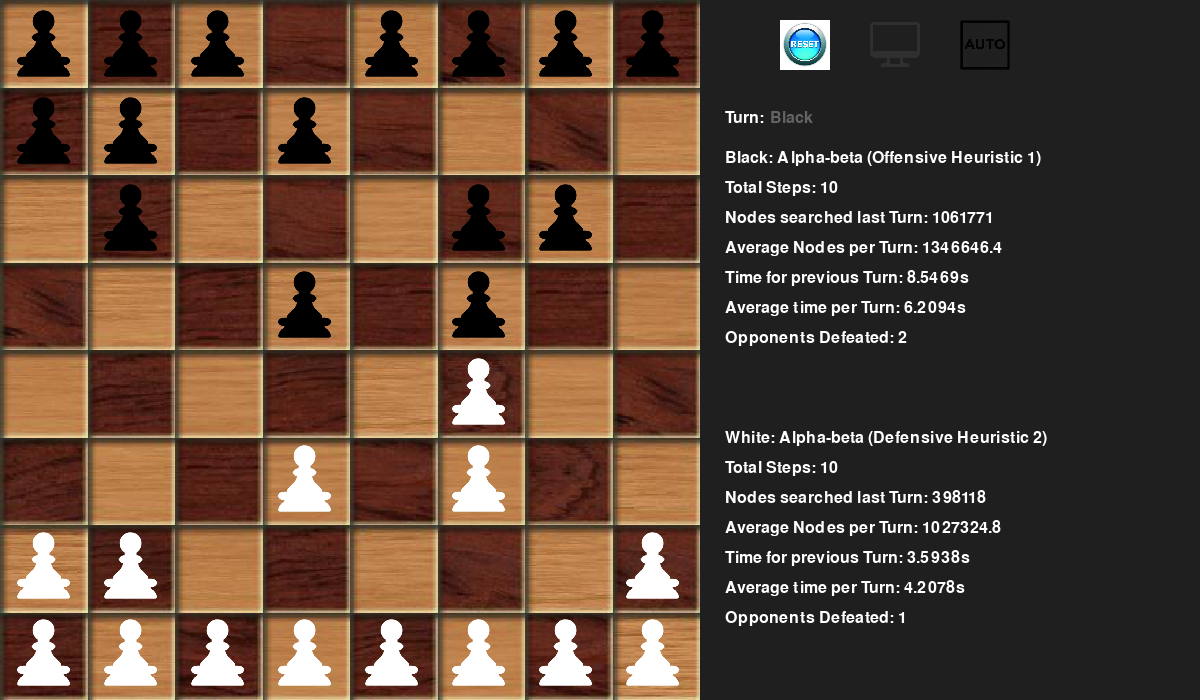 RESET
AUTO
Turn: Black
Black: Alpha-beta (Offensive Heuristic 1)
Total Steps: 10
Nodes searched last Turn: 1061771
Average Nodes per Turn: 1346646.4
Time for previous Turn: 8.5469s
Average time per Turn: 6.2094s
Opponents Defeated: 2
White: Alpha-beta (Defensive Heuristic 2)
Total Steps: 10
Nodes searched last Turn: 398118
Average Nodes per Turn: 1027324.8
Time for previous Turn: 3.5938s
Average time per Turn: 4.2078s
Opponents Defeated: 1